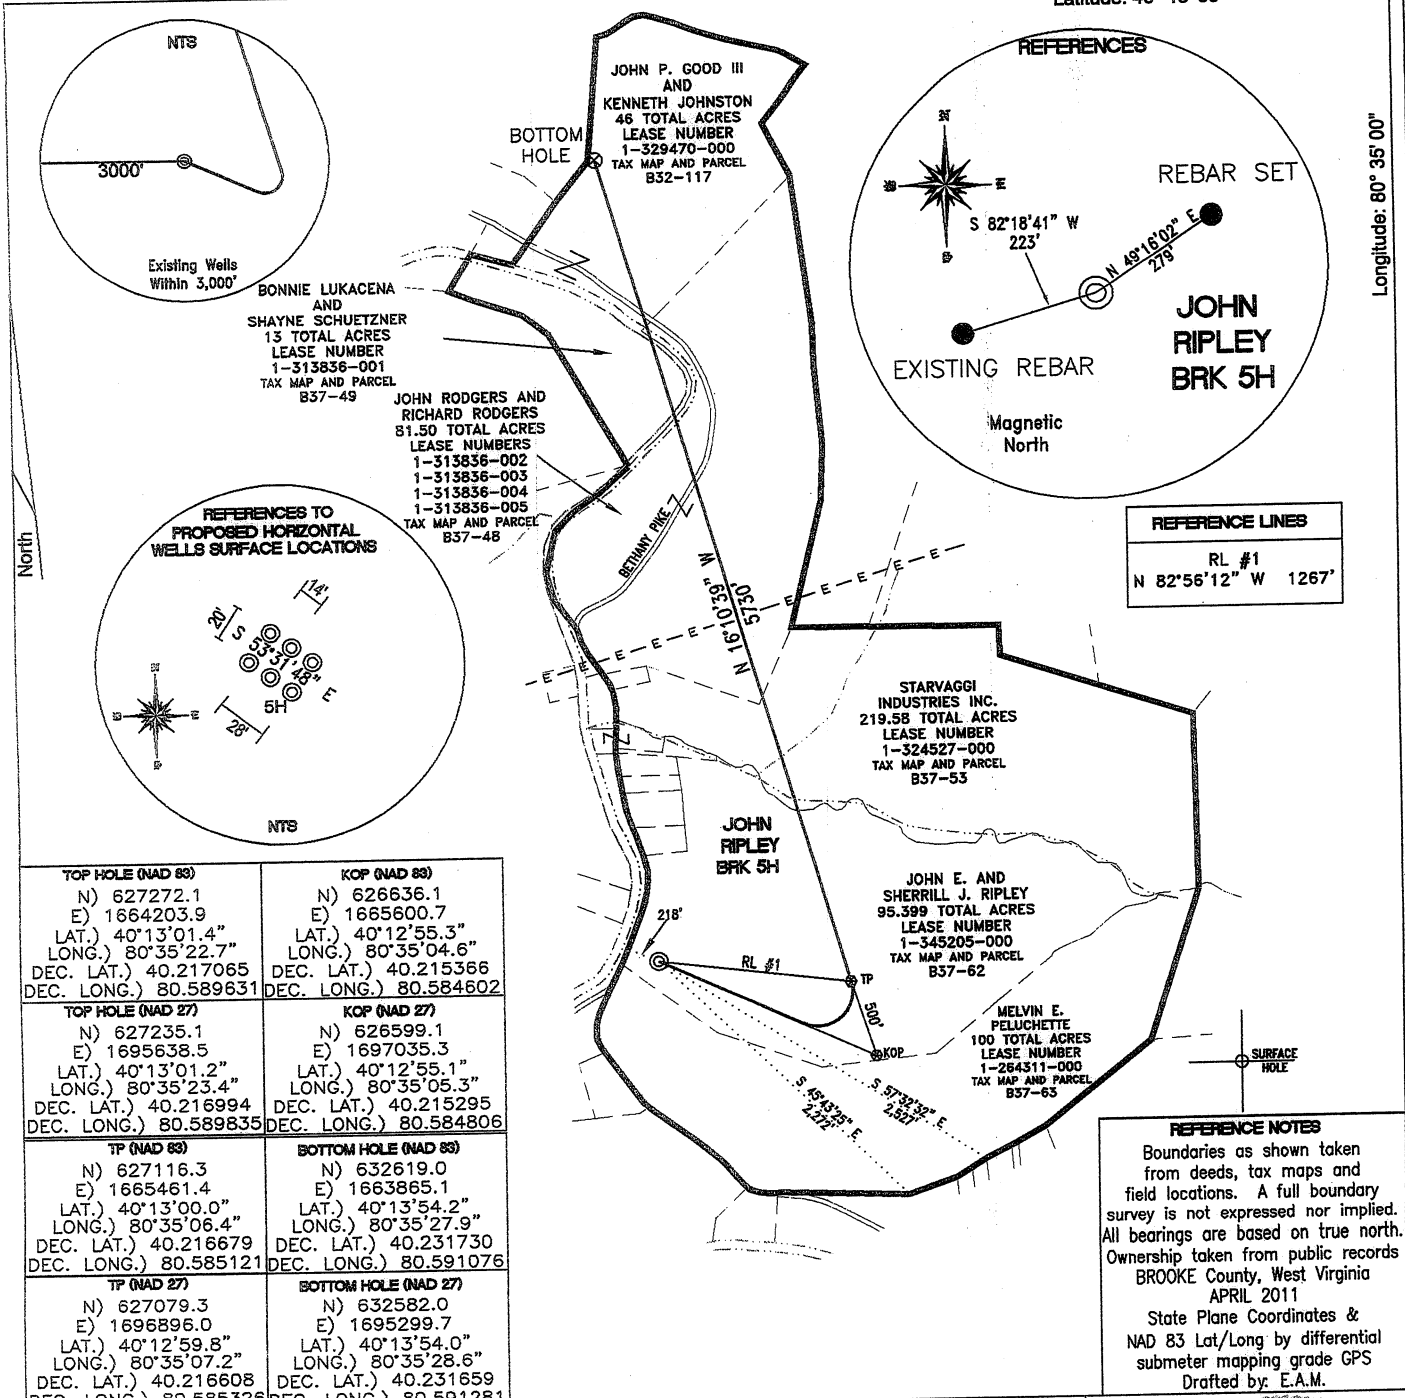 Latitude: 40° 15' 00"
NTS
3000'
Existing Wells
Within 3,000'
JOHN P. GOOD III
AND
KENNETH JOHNSTON
46 TOTAL ACRES
LEASE NUMBER
1-329470-000
TAX MAP AND PARCEL
B32-117
BOTTOM
HOLE
REFERENCES
N
E
REBAR SET
S 82°18'41" W
223'
N 49°16'02" E
279'
EXISTING REBAR
JOHN
RIPLEY
BRK 5H
Magnetic
North
Longitude: 80° 35' 00"
BONNIE LUKACENA
AND
SHAYNE SCHUETZNER
13 TOTAL ACRES
LEASE NUMBER
1-313836-001
TAX MAP AND PARCEL
B37-49
JOHN RODGERS AND
RICHARD RODGERS
81.50 TOTAL ACRES
LEASE NUMBERS
1-313836-002
1-313836-003
1-313836-004
1-313836-005
TAX MAP AND PARCEL
B37-48
North
REFERENCES TO
PROPOSED HORIZONTAL
WELLS SURFACE LOCATIONS
14'
20'
S 53°31'48" E
5H
28'
NTS
BETHANY PIKE
N 16°10'39" W
5730'
E E E E E E E E
REFERENCE LINES
RL #1
N 82°56'12" W 1267'
STARVAGGI
INDUSTRIES INC.
219.58 TOTAL ACRES
LEASE NUMBER
1-324527-000
TAX MAP AND PARCEL
B37-53
JOHN
RIPLEY
BRK 5H
JOHN E. AND
SHERRILL J. RIPLEY
95.399 TOTAL ACRES
LEASE NUMBER
1-345205-000
TAX MAP AND PARCEL
B37-62
218'
RL #1
TP
500'
KOP
MELVIN E.
PELUCHETTE
100 TOTAL ACRES
LEASE NUMBER
1-264311-000
TAX MAP AND PARCEL
B37-63
S 57°32'32" E
2,527'
S 45°43'25" E
2,272'
SURFACE
HOLE
TOP HOLE (NAD 83)
N) 627272.1
E) 1664203.9
LAT.) 40°13'01.4"
LONG.) 80°35'22.7"
DEC. LAT.) 40.217065
DEC. LONG.) 80.589631
KOP (NAD 83)
N) 626636.1
E) 1665600.7
LAT.) 40°12'55.3"
LONG.) 80°35'04.6"
DEC. LAT.) 40.215366
DEC. LONG.) 80.584602
TOP HOLE (NAD 27)
N) 627235.1
E) 1695638.5
LAT.) 40°13'01.2"
LONG.) 80°35'23.4"
DEC. LAT.) 40.216994
DEC. LONG.) 80.589835
KOP (NAD 27)
N) 626599.1
E) 1697035.3
LAT.) 40°12'55.1"
LONG.) 80°35'05.3"
DEC. LAT.) 40.215295
DEC. LONG.) 80.584806
TP (NAD 83)
N) 627116.3
E) 1665461.4
LAT.) 40°13'00.0"
LONG.) 80°35'06.4"
DEC. LAT.) 40.216679
DEC. LONG.) 80.585121
BOTTOM HOLE (NAD 83)
N) 632619.0
E) 1663865.1
LAT.) 40°13'54.2"
LONG.) 80°35'27.9"
DEC. LAT.) 40.231730
DEC. LONG.) 80.591076
TP (NAD 27)
N) 627079.3
E) 1696896.0
LAT.) 40°12'59.8"
LONG.) 80°35'07.2"
DEC. LAT.) 40.216608
DEC. LONG.) 80.585326
BOTTOM HOLE (NAD 27)
N) 632582.0
E) 1695299.7
LAT.) 40°13'54.0"
LONG.) 80°35'28.6"
DEC. LAT.) 40.231659
DEC. LONG.) 80.591281
REFERENCE NOTES
Boundaries as shown taken
from deeds, tax maps and
field locations. A full boundary
survey is not expressed nor implied.
All bearings are based on true north.
Ownership taken from public records
BROOKE County, West Virginia
APRIL 2011
State Plane Coordinates &
NAD 83 Lat/Long by differential
submeter mapping grade GPS
Drafted by: E.A.M.